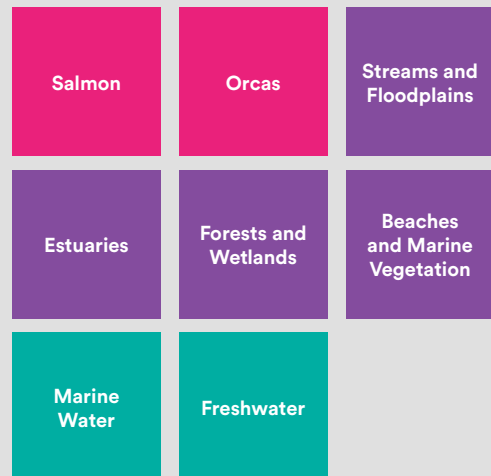 Salmon
Orcas
Streams and
Floodplains
Estuaries
Forests and
Wetlands
Beaches
and Marine
Vegetation
Marine
Water
Freshwater